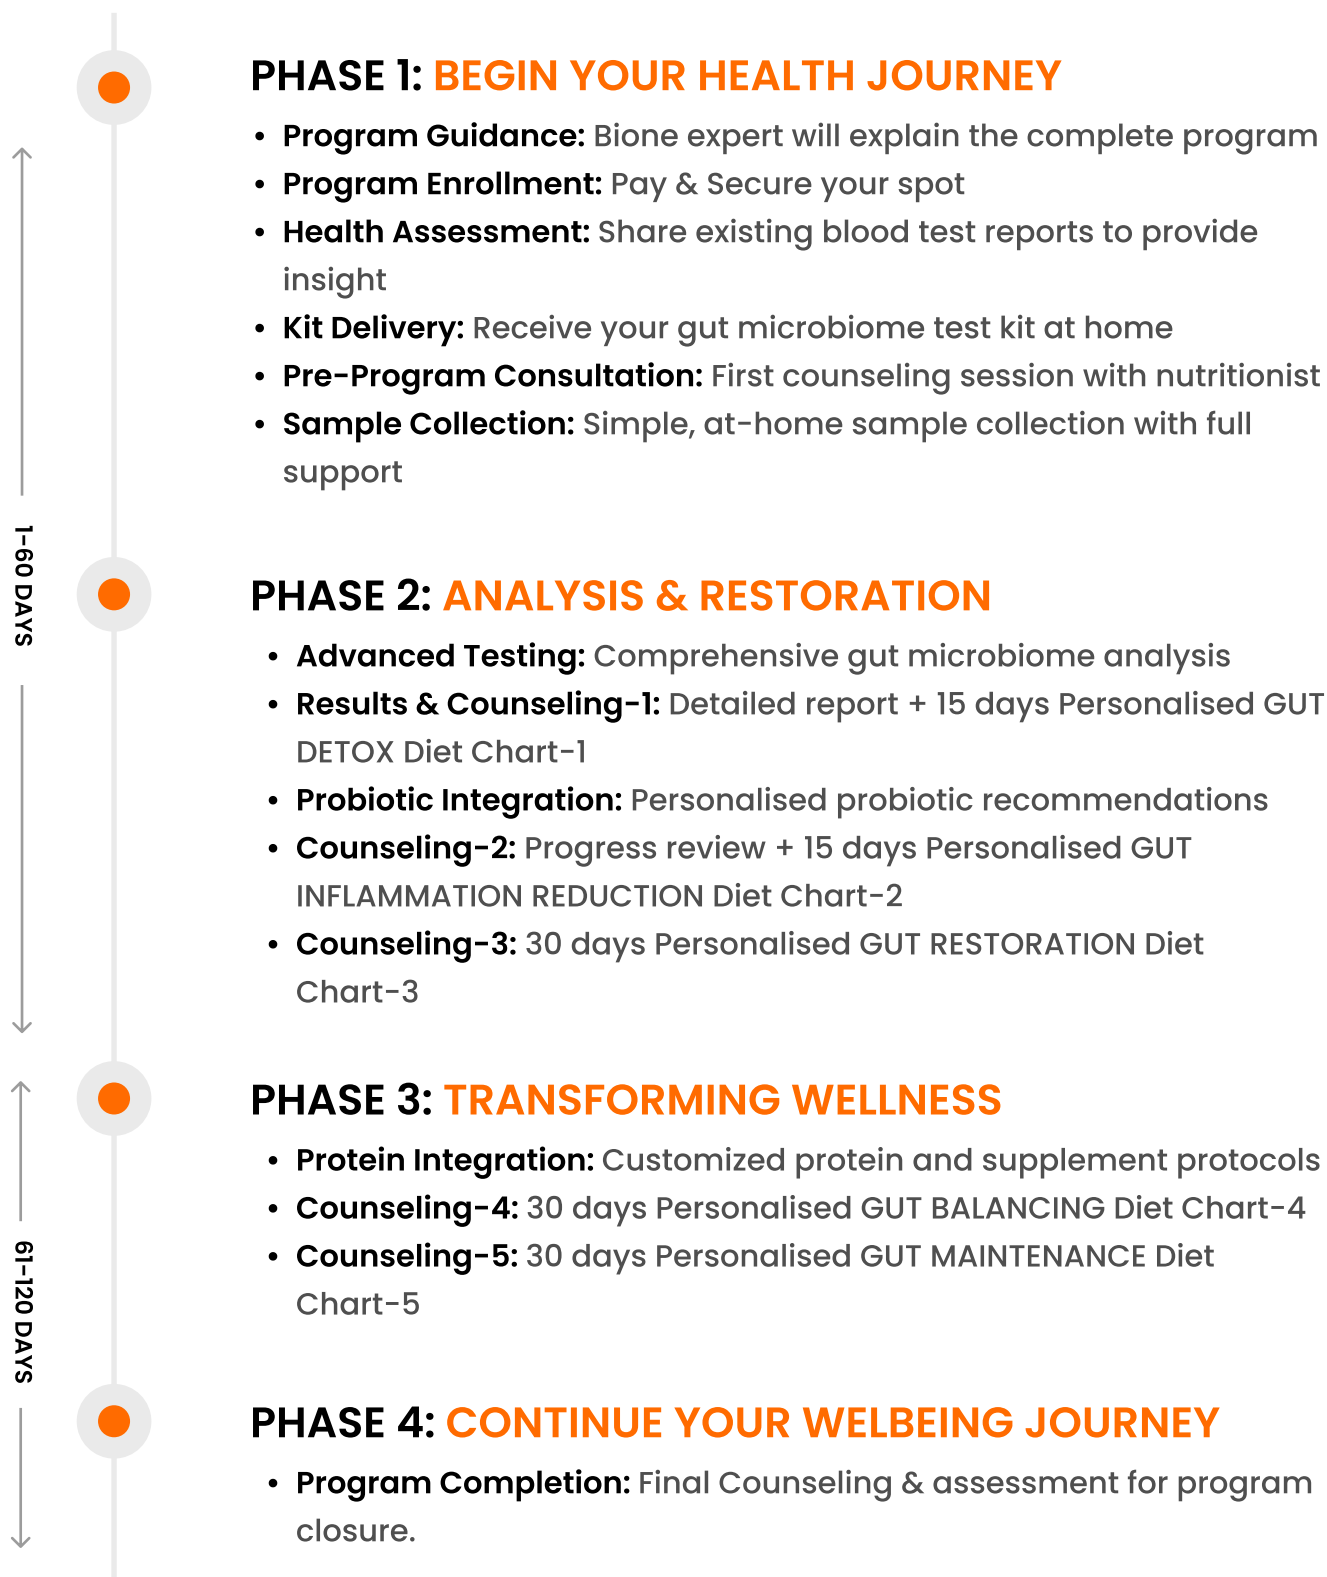 PHASE 1: BEGIN YOUR HEALTH JOURNEY
• Program Guidance: Bione expert will explain the complete program
• Program Enrollment: Pay & Secure your spot
• Health Assessment: Share existing blood test reports to provide
insight
• Kit Delivery: Receive your gut microbiome test kit at home
• Pre-Program Consultation: First counseling session with nutritionist
• Sample Collection: Simple, at-home sample collection with full
support
1-60 DAYS
PHASE 2: ANALYSIS & RESTORATION
• Advanced Testing: Comprehensive gut microbiome analysis
• Results & Counseling-1: Detailed report + 15 days Personalised GUT
DETOX Diet Chart-1
• Probiotic Integration: Personalised probiotic recommendations
• Counseling-2: Progress review + 15 days Personalised GUT
INFLAMMATION REDUCTION Diet Chart-2
• Counseling-3: 30 days Personalised GUT RESTORATION Diet
Chart-3
PHASE 3: TRANSFORMING WELLNESS
• Protein Integration: Customized protein and supplement protocols
• Counseling-4: 30 days Personalised GUT BALANCING Diet Chart-4
• Counseling-5: 30 days Personalised GUT MAINTENANCE Diet
Chart-5
61-120 DAYS
PHASE 4: CONTINUE YOUR WELBEING JOURNEY
• Program Completion: Final Counseling & assessment for program
closure.